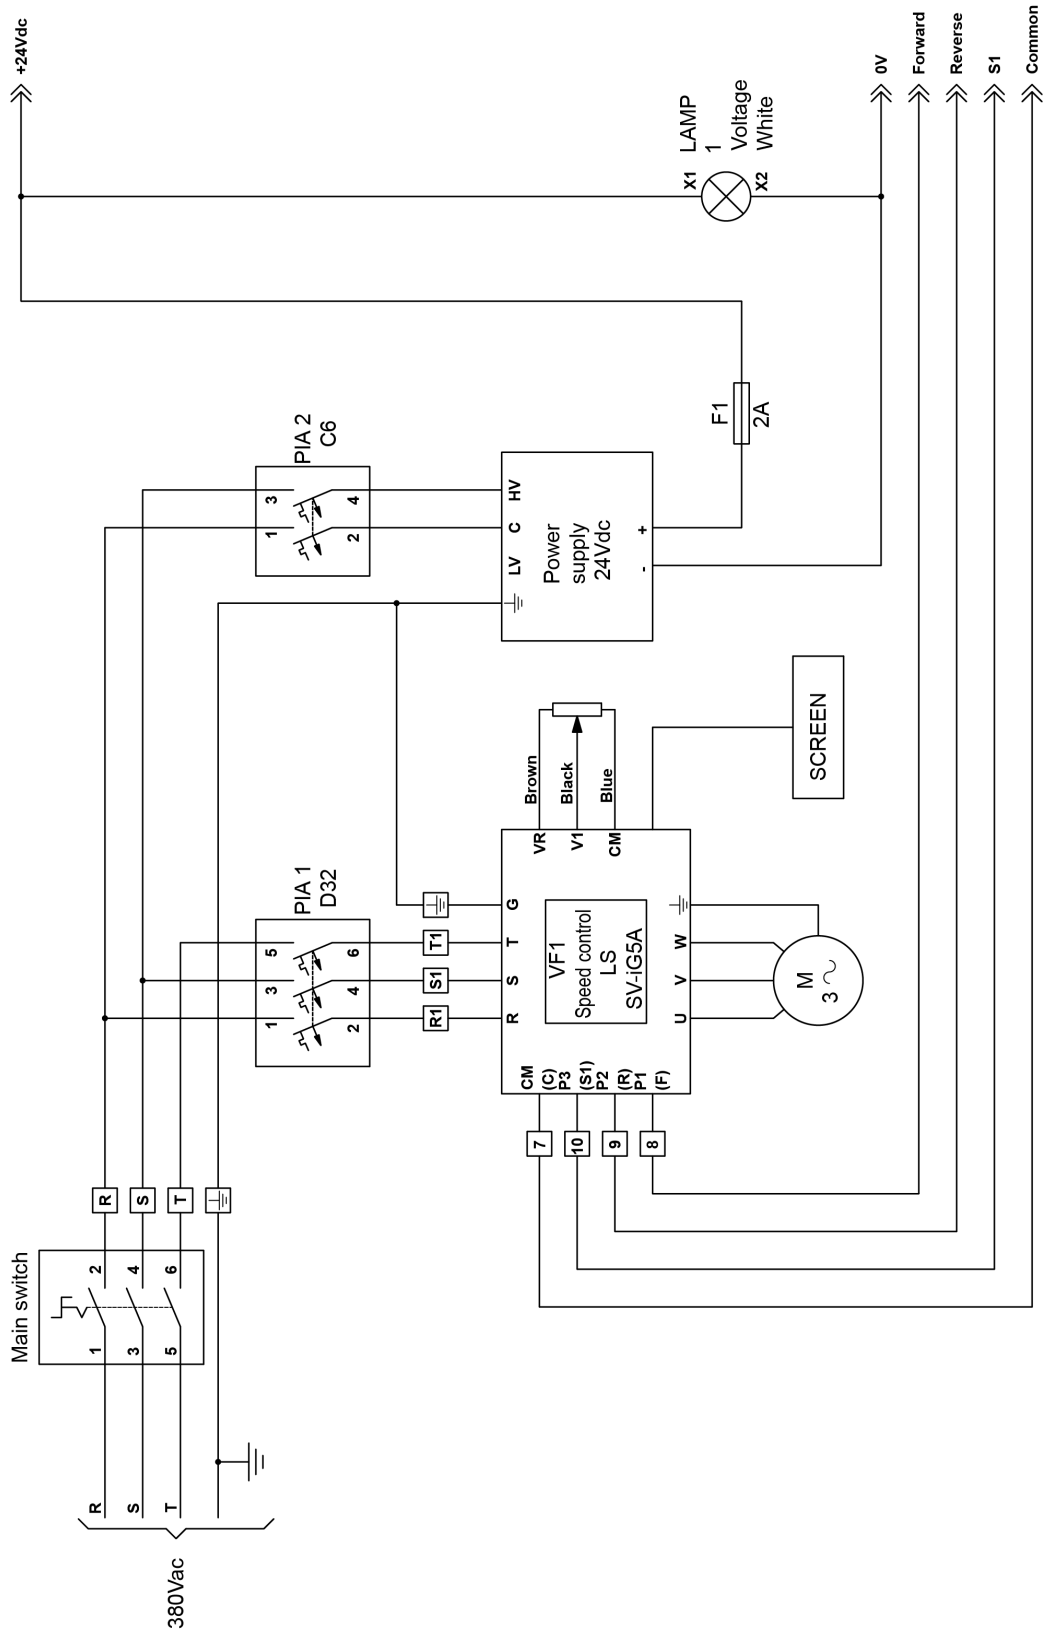 380Vac
R
S
T
Main switch
1
2
3
4
5
6
R
S
T
PIA 1
D32
1
3
5
2
4
6
R1
S1
T1
PIA 2
C6
1
3
2
4
CM
(C)
P3
(S1)
P2
(R)
P1
(F)
7
10
9
8
R
S
T
G
VF1
Speed control
LS
SV-iG5A
U
V
W
M
3
VR
V1
CM
Brown
Black
Blue
SCREEN
LV
C
HV
Power
supply
24Vdc
-
+
F1
2A
LAMP
1
Voltage
White
X1
X2
+24Vdc
0V
Forward
Reverse
S1
Common